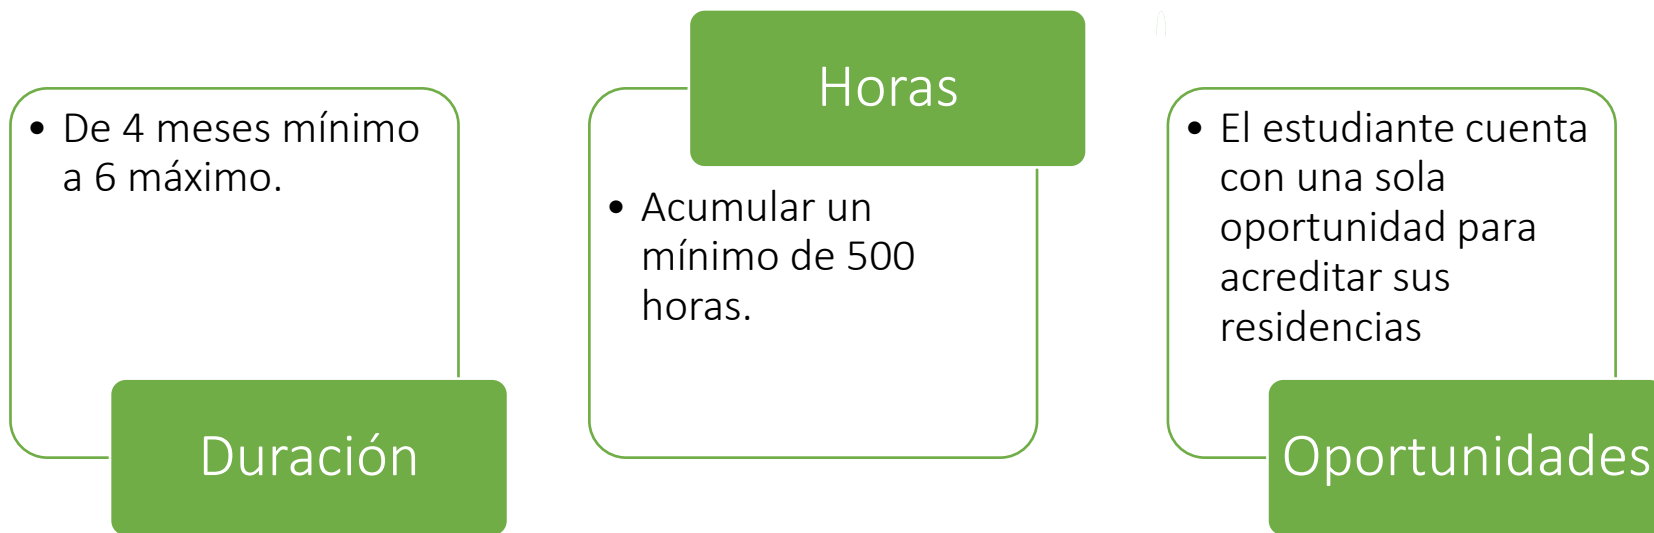 • De 4 meses mínimo
a 6 máximo.
Duración
Horas
• Acumular un
mínimo de 500
horas.
• El estudiante cuenta
con una sola
oportunidad para
acreditar sus
residencias
Oportunidades